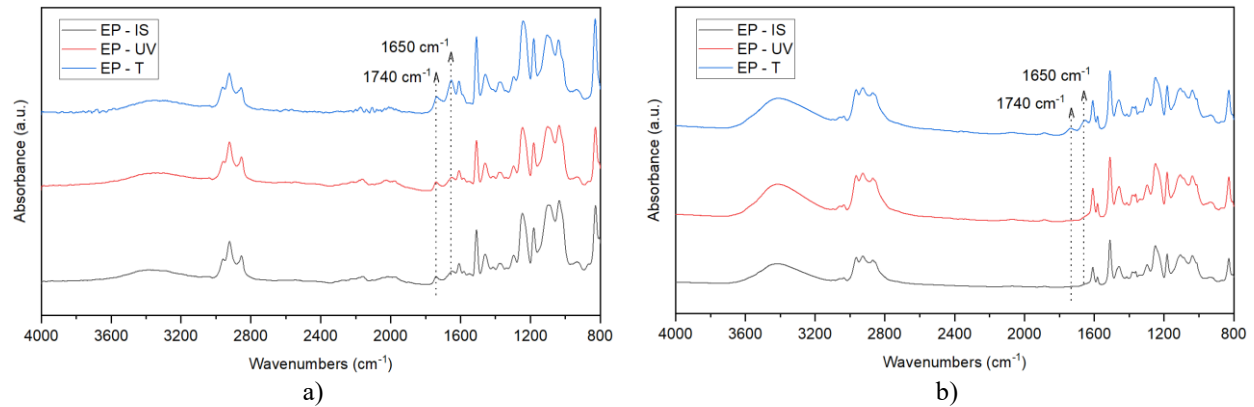 EP - IS
EP - UV
EP - T
1650 cm⁻¹
1740 cm⁻¹
Absorbance (a.u.)
4000 3600 3200 2800 2400 2000 1600 1200 800
Wavenumbers (cm⁻¹)
a)
EP - IS
EP - UV
EP - T
1650 cm⁻¹
1740 cm⁻¹
Absorbance (a.u.)
4000 3600 3200 2800 2400 2000 1600 1200 800
Wavenumbers (cm⁻¹)
b)